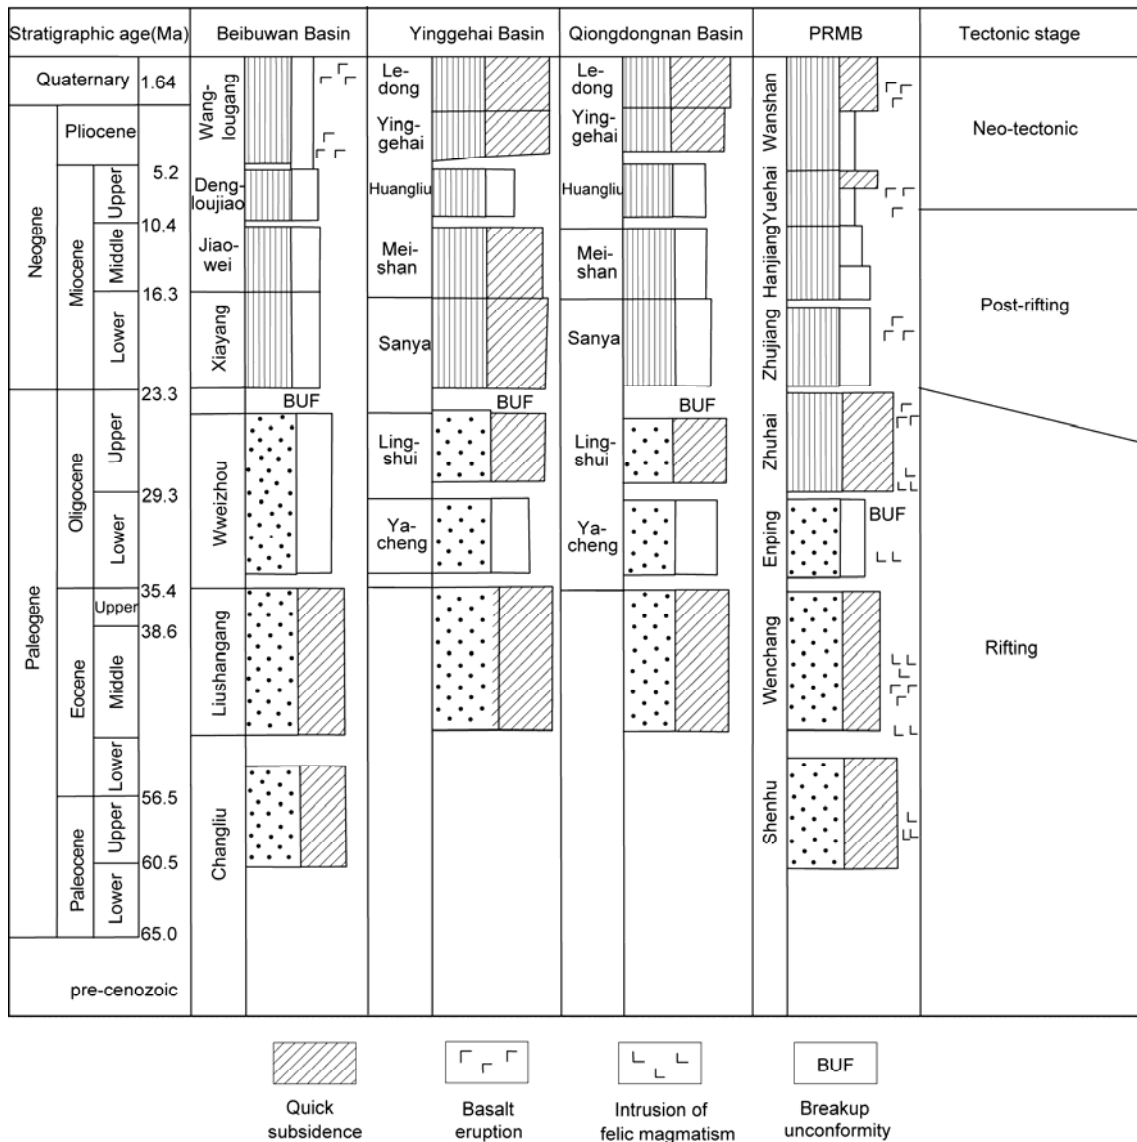 Stratigraphic age(Ma)
Beibuwan Basin
Yinggehai Basin
Qiongdongnan Basin
PRMB
Tectonic stage
Quaternary
1.64
Neogene
Pliocene
5.2
Miocene
Upper
10.4
Middle
16.3
Lower
23.3
Paleogene
Oligocene
Upper
29.3
Lower
35.4
Eocene
Upper
38.6
Middle
Lower
56.5
Paleocene
Upper
60.5
Lower
65.0
pre-cenozoic
Wang-
lougang
Deng-
loujiao
Jiao-
wei
Xiayang
BUF
Wweizhou
Liushangang
Changliu
Le-
dong
Ying-
gehai
Huangliu
Mei-
shan
Sanya
BUF
Ling-
shui
Ya-
cheng
Le-
dong
Ying-
gehai
Huangliu
Mei-
shan
Sanya
BUF
Ling-
shui
Ya-
cheng
Wanshan
Yuehai
Hanjiang
Zhujiang
Zhuhai
Enping
BUF
Wenchang
Shenhu
Neo-tectonic
Post-rifting
Rifting
Quick
subsidence
Basalt
eruption
Intrusion of
felic magmatism
BUF
Breakup
unconformity